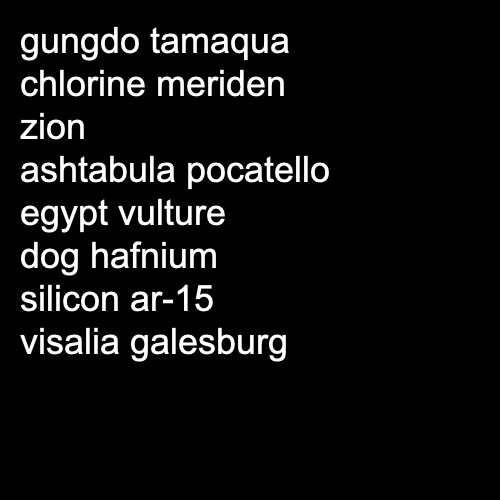 gungdo tamaqua
chlorine meriden
zion
ashtabula pocatello
egypt vulture
dog hafnium
silicon ar-15
visalia galesburg